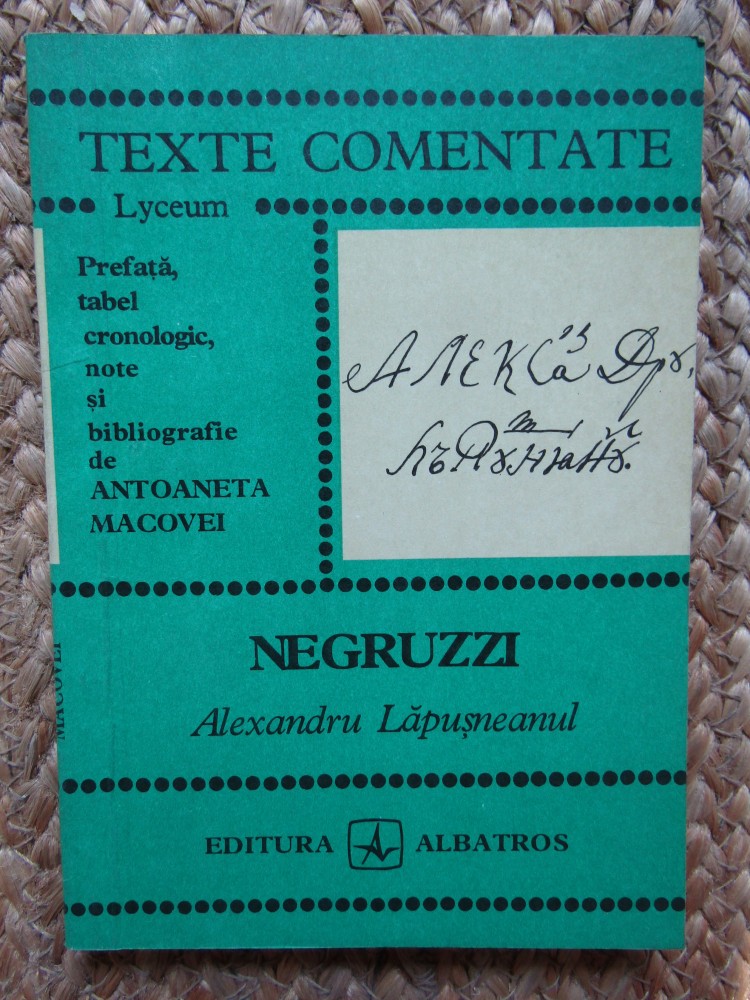 TEXTE COMENTATE
Lyceum
Prefață,
tabel
cronologic,
note
și
bibliografie
de
ANTOANETA
MACOVEI
NEGRUZZI
Alexandru Lăpușneanul
EDITURA ALBATROS
MACOVEI